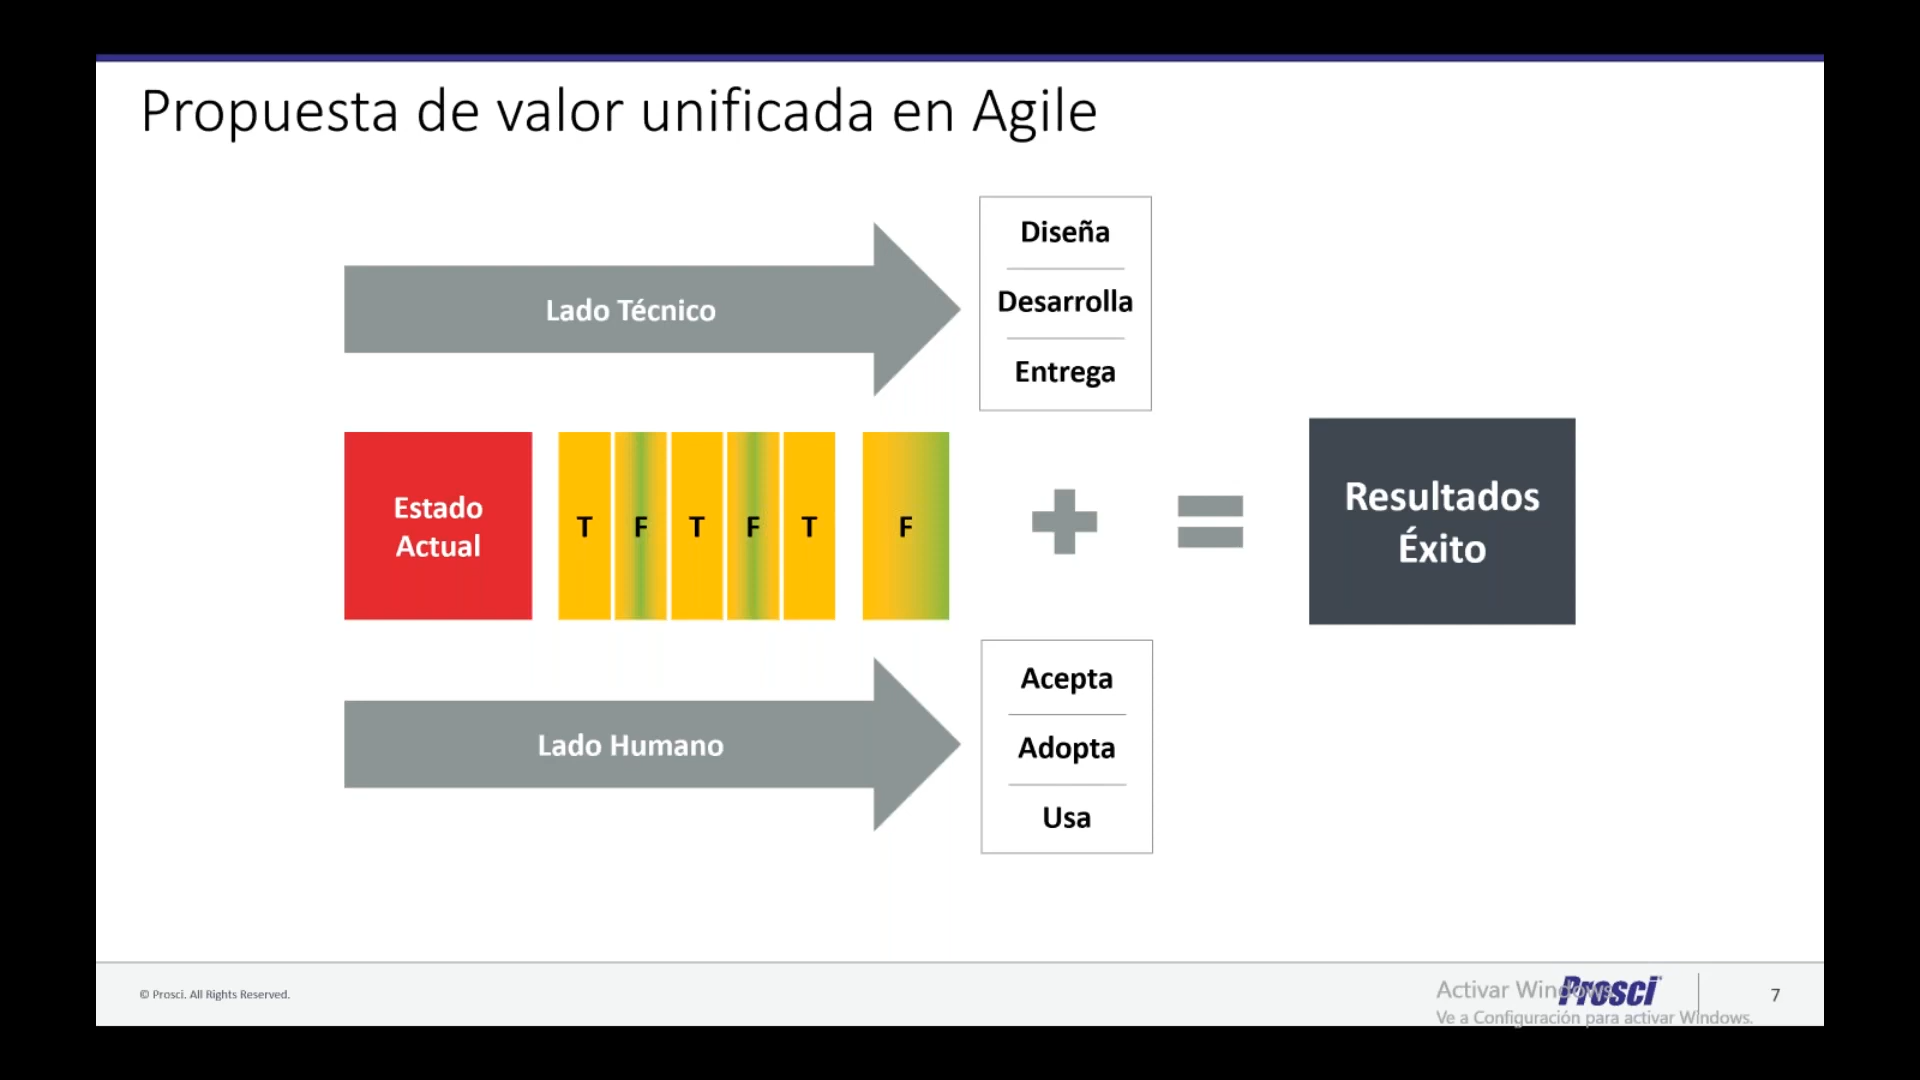 Propuesta de valor unificada en Agile
Diseña
Desarrolla
Entrega
Lado Técnico
Estado
Actual
T F T F T F
Resultados
Éxito
Lado Humano
Acepta
Adopta
Usa
© Prosci. All Rights Reserved.
Activar Windows
Prosci
7
Ve a Configuración para activar Windows.